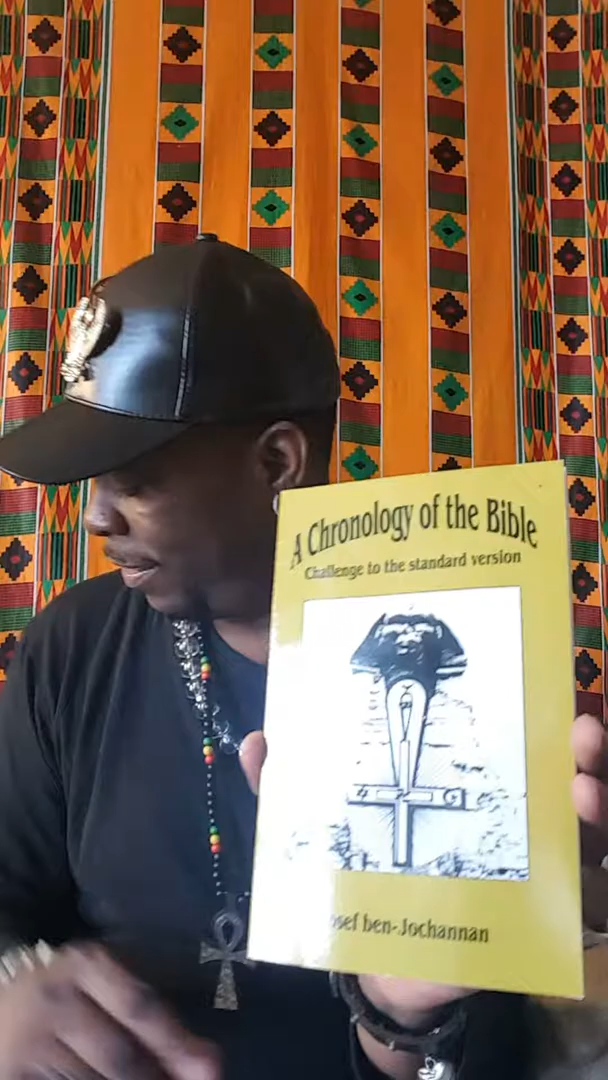 A Chronology of the Bible
Challenge to the standard version
ben-Jochannan